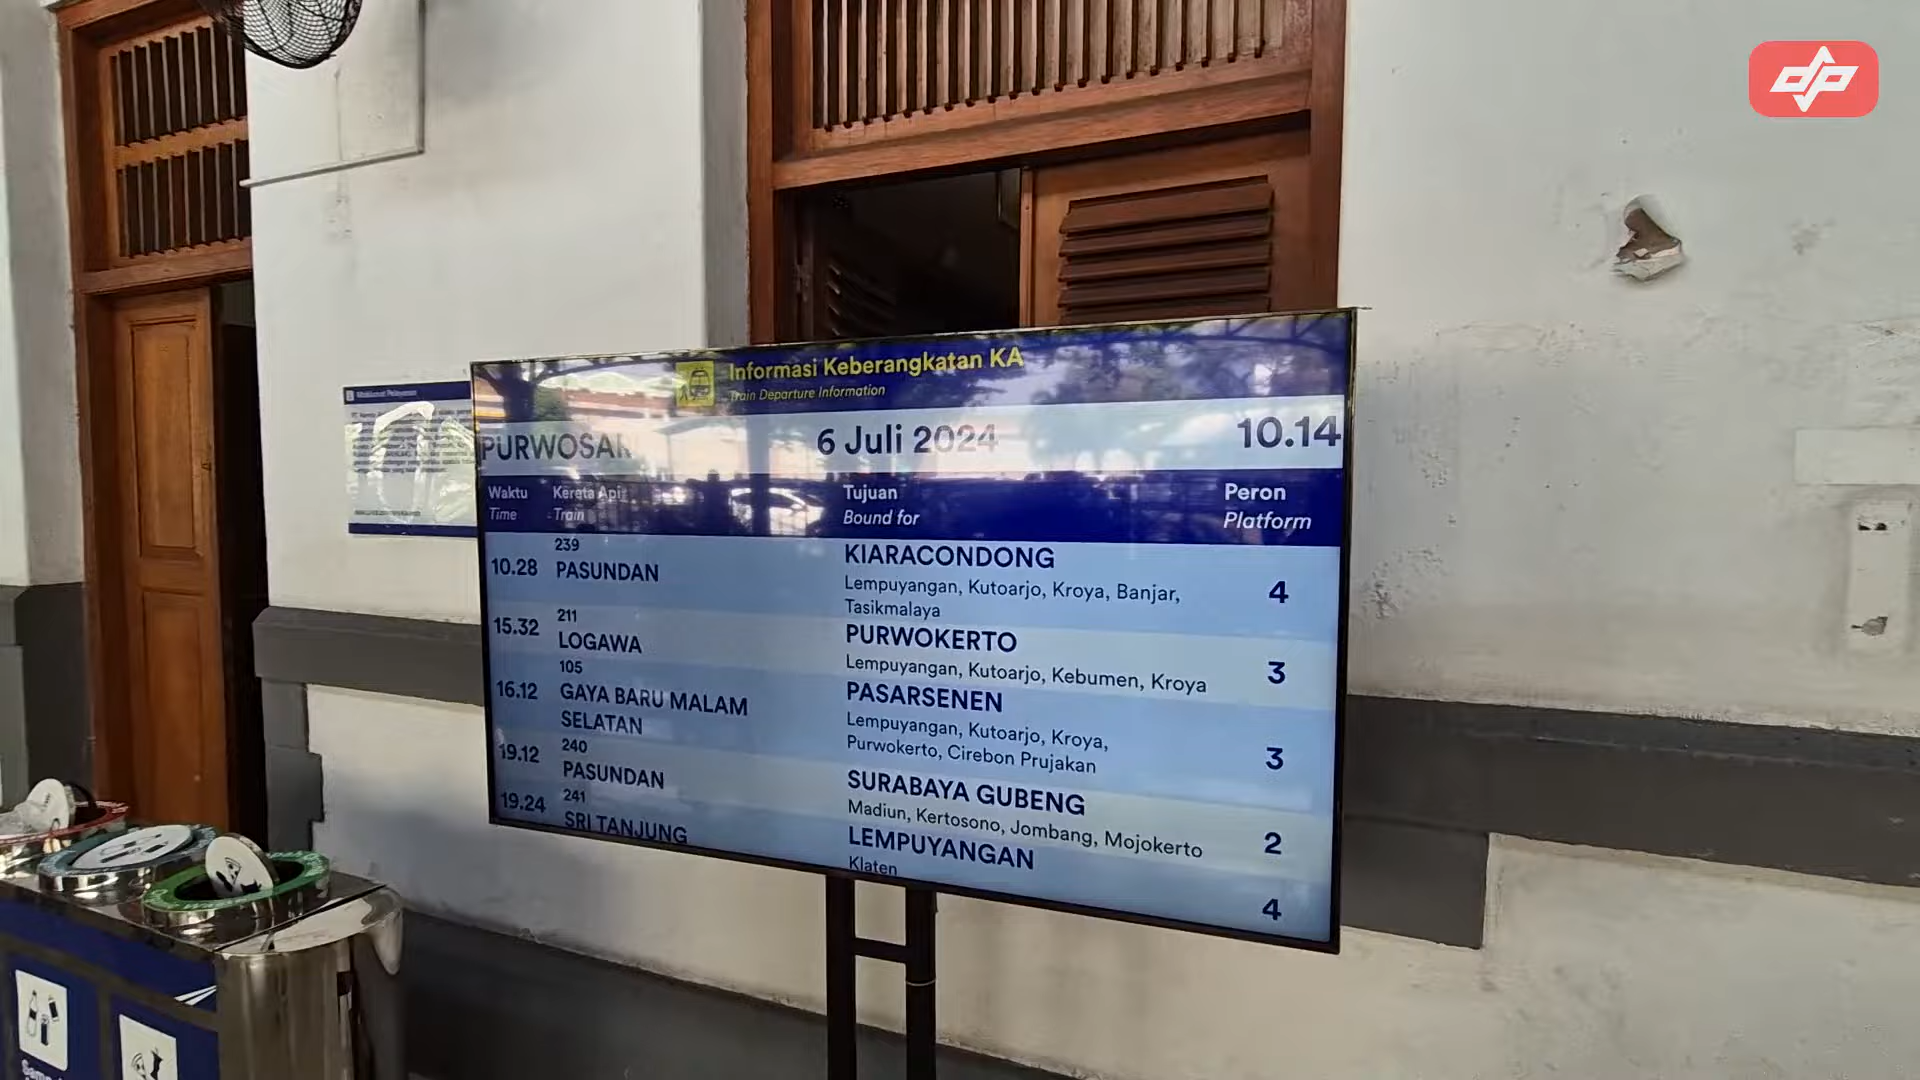 dp
Maklumat Pelayanan
Informasi Keberangkatan KA
Train Departure Information
PURWOSARI 6 Juli 2024 10.14
Waktu Kereta Api Tujuan Peron
Time Train Bound for Platform
10.28 239 PASUNDAN KIARACONDONG 4
Lempuyangan, Kutoarjo, Kroya, Banjar,
Tasikmalaya
15.32 211 LOGAWA PURWOKERTO 3
Lempuyangan, Kutoarjo, Kebumen, Kroya
16.12 105 GAYA BARU MALAM SELATAN PASARSENEN 3
Lempuyangan, Kutoarjo, Kroya,
Purwokerto, Cirebon Prujakan
19.12 240 PASUNDAN SURABAYA GUBENG 2
Madiun, Kertosono, Jombang, Mojokerto
19.24 241 SRI TANJUNG LEMPUYANGAN 4
Klaten